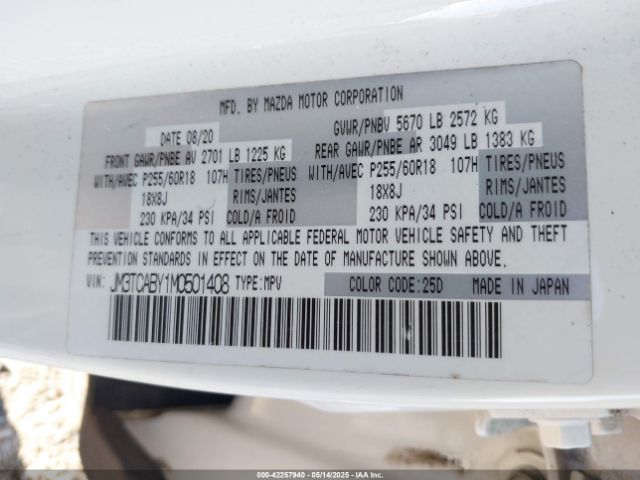 MFD. BY MAZDA MOTOR CORPORATION
DATE 08/20 GVWR/PNBV 5670 LB 2572 KG
FRONT GAWR/PNBE AV 2701 LB 1225 KG REAR GAWR/PNBE AR 3049 LB 1383 KG
WITH/AVEC P255/60R18 107H TIRES/PNEUS WITH/AVEC P255/60R18 107H TIRES/PNEUS
18X8J RIMS/JANTES 18X8J RIMS/JANTES
230 KPA/34 PSI COLD/A FROID 230 KPA/34 PSI COLD/A FROID
THIS VEHICLE CONFORMS TO ALL APPLICABLE FEDERAL MOTOR VEHICLE SAFETY AND THEFT
PREVENTION STANDARDS IN EFFECT ON THE DATE OF MANUFACTURE SHOWN ABOVE.
VIN: JM3TCABY1M0501408 TYPE:MPV COLOR CODE:25D MADE IN JAPAN
000-42257940 - 05/14/2025 - IAAI.COM